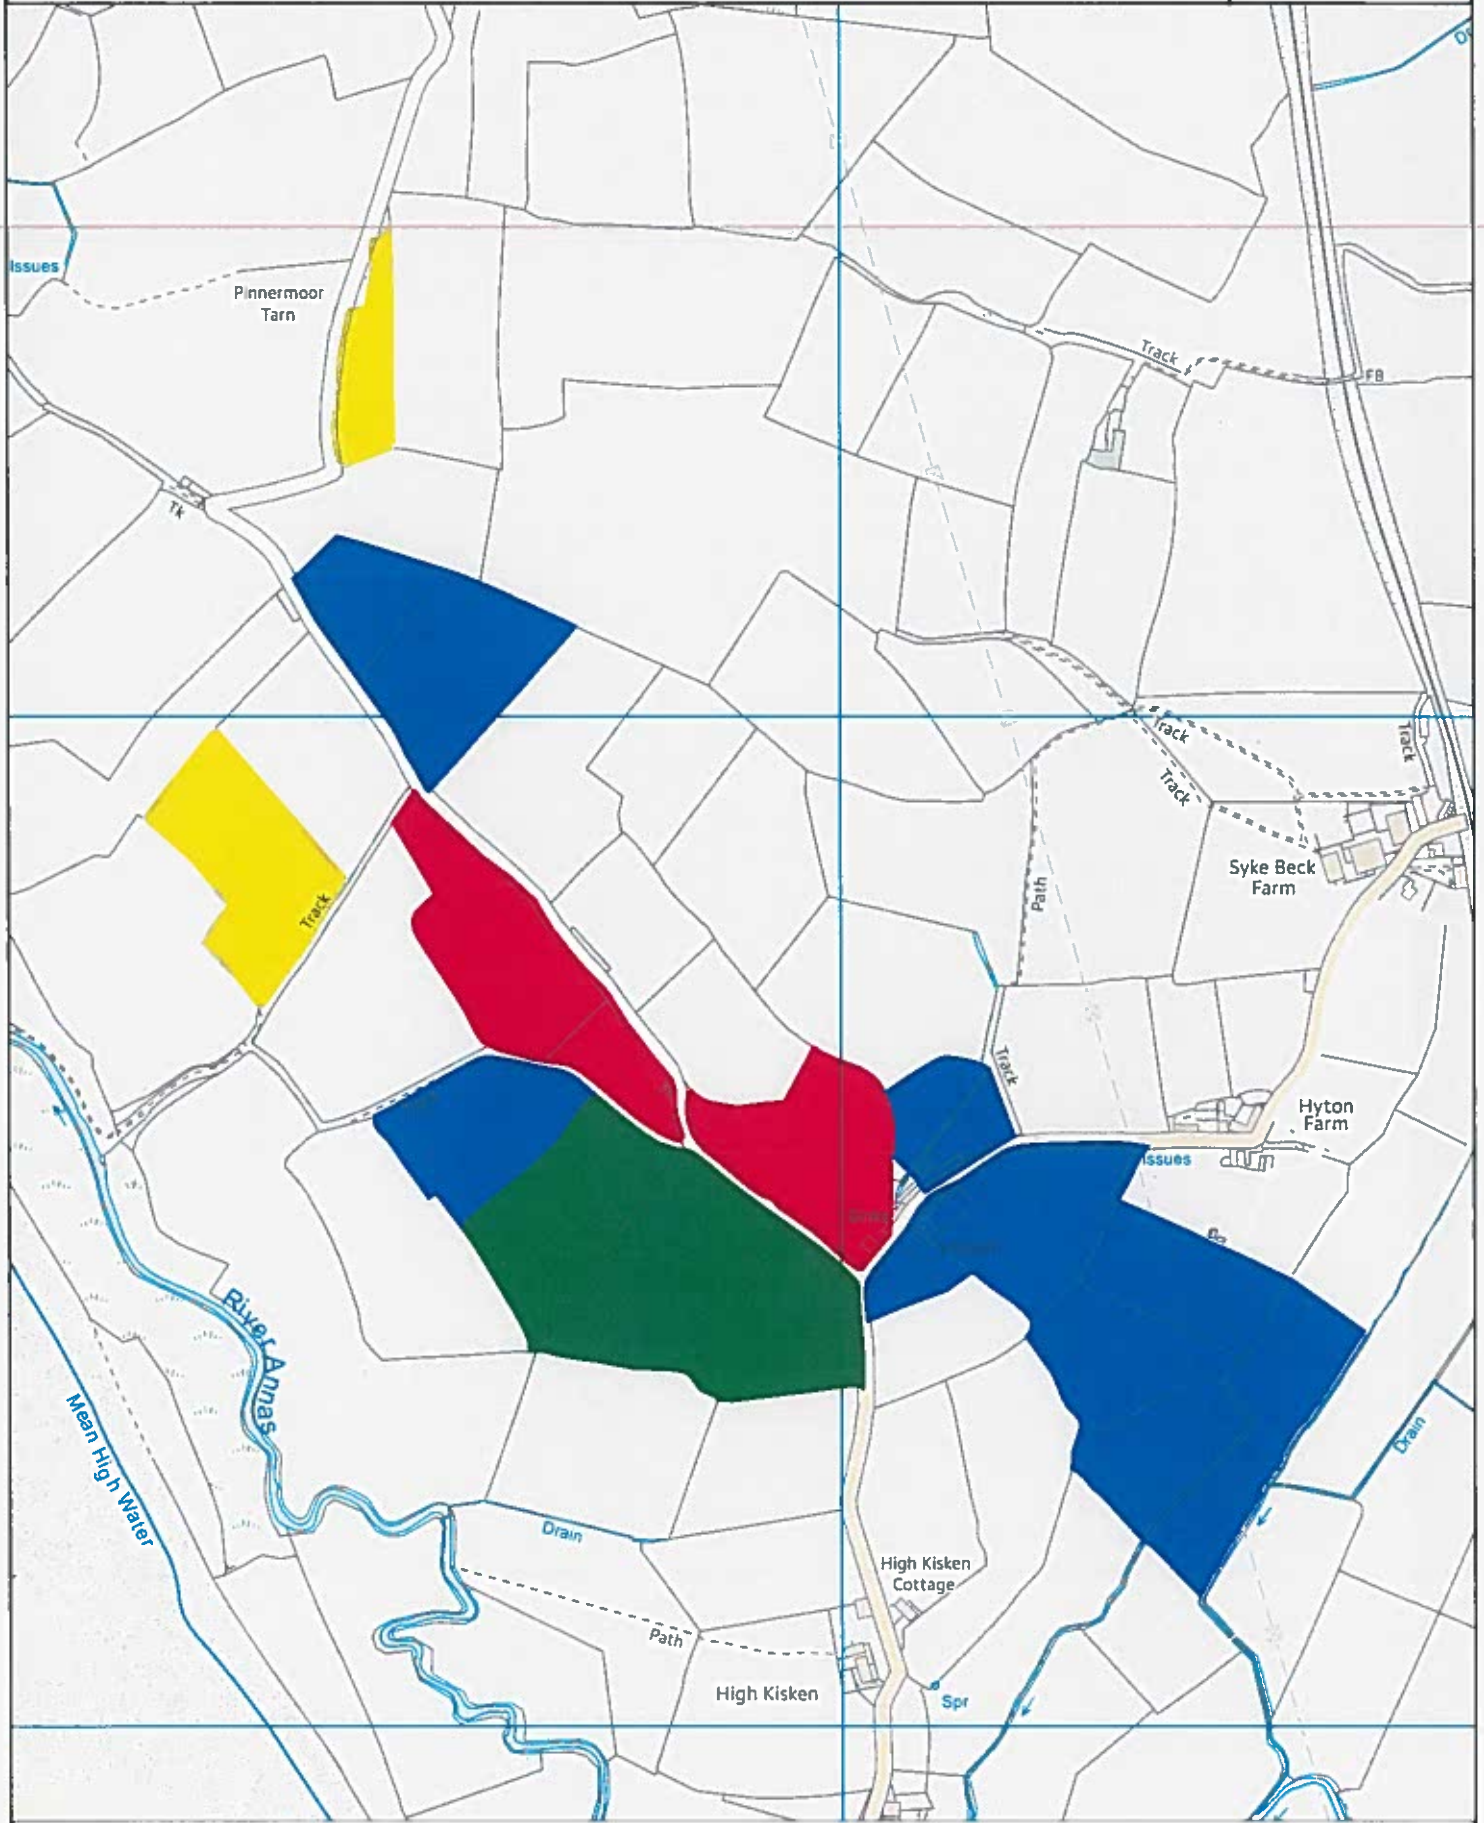 Issues
Pinnermoor
Tarn
Track
FB
Tk
Track
Track
Track
Syke Beck
Farm
Path
Track
Track
Hyton
Farm
Issues
River Annas
Mean High Water
Drain
Drain
High Kisken
Cottage
Path
High Kisken
Spr